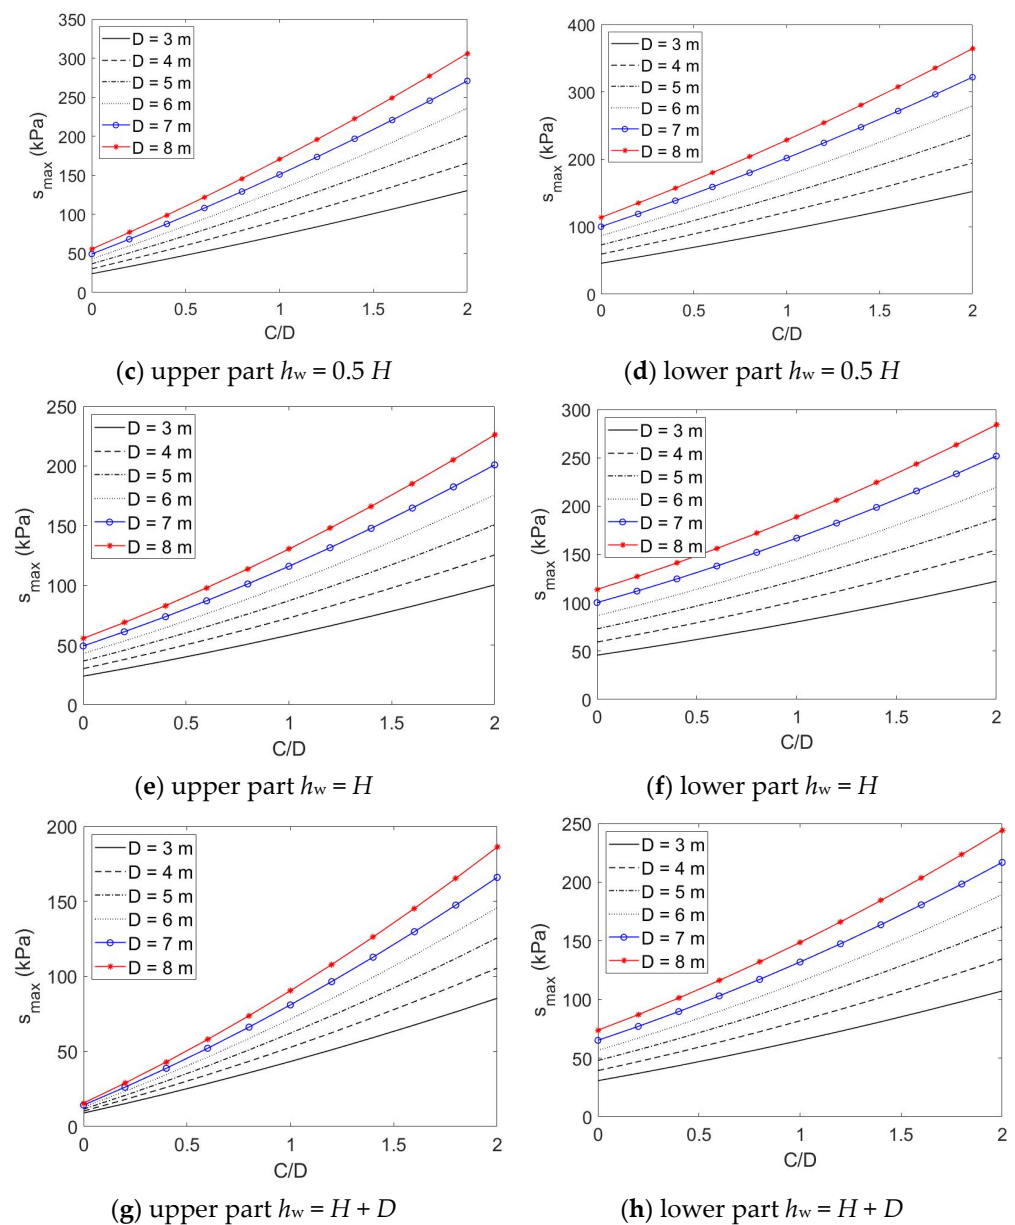 350
300
250
200
150
100
50
0
s_max (kPa)
D = 3 m
D = 4 m
D = 5 m
D = 6 m
D = 7 m
D = 8 m
0 0.5 1 1.5 2
C/D
(c) upper part h_w = 0.5 H
400
300
200
100
0
s_max (kPa)
D = 3 m
D = 4 m
D = 5 m
D = 6 m
D = 7 m
D = 8 m
0 0.5 1 1.5 2
C/D
(d) lower part h_w = 0.5 H
250
200
150
100
50
0
s_max (kPa)
D = 3 m
D = 4 m
D = 5 m
D = 6 m
D = 7 m
D = 8 m
0 0.5 1 1.5 2
C/D
(e) upper part h_w = H
300
250
200
150
100
50
0
s_max (kPa)
D = 3 m
D = 4 m
D = 5 m
D = 6 m
D = 7 m
D = 8 m
0 0.5 1 1.5 2
C/D
(f) lower part h_w = H
200
150
100
50
0
s_max (kPa)
D = 3 m
D = 4 m
D = 5 m
D = 6 m
D = 7 m
D = 8 m
0 0.5 1 1.5 2
C/D
(g) upper part h_w = H + D
250
200
150
100
50
0
s_max (kPa)
D = 3 m
D = 4 m
D = 5 m
D = 6 m
D = 7 m
D = 8 m
0 0.5 1 1.5 2
C/D
(h) lower part h_w = H + D